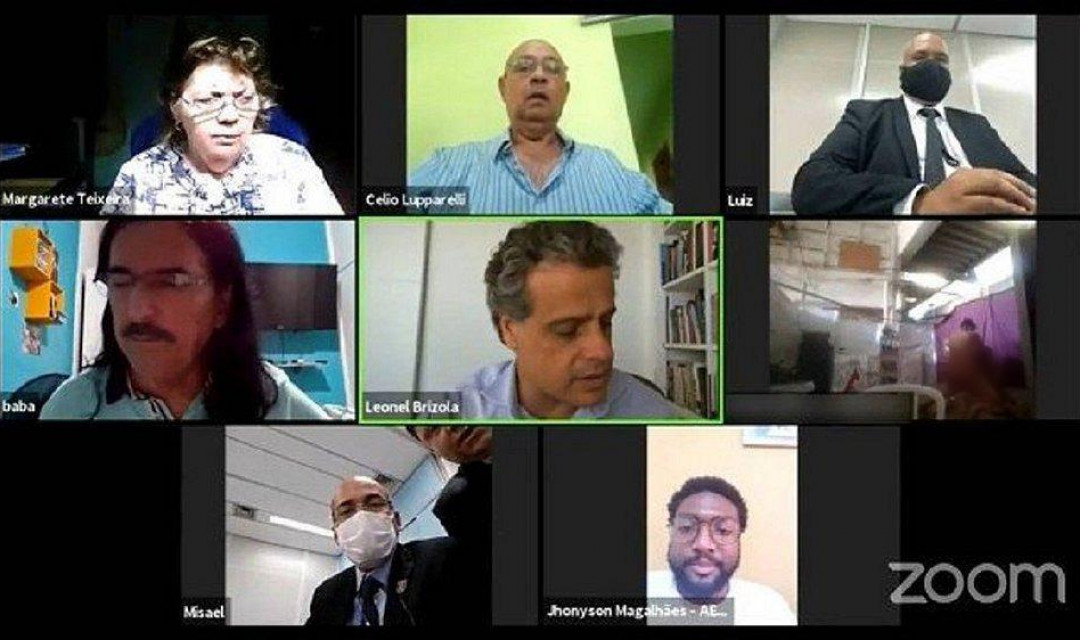 Margarete Teixeira
Celio Lupparelli
Luiz
baba
Leonel Brizola
Misael
Jhonyson Magalhães - AE...
zoom